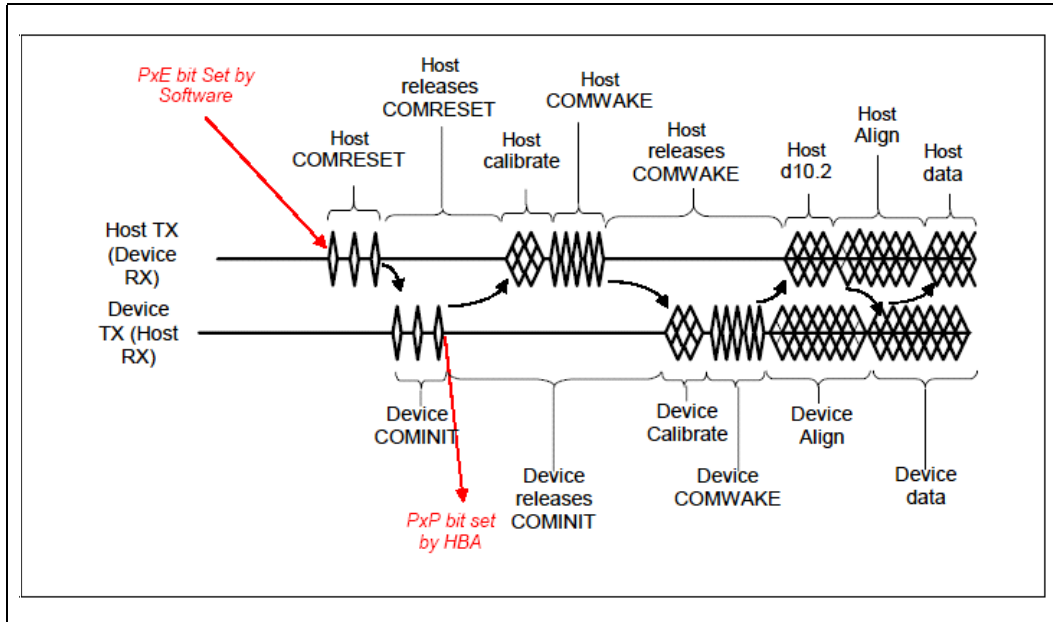 PxE bit Set by
Software
Host
releases
COMRESET
Host
COMWAKE
Host
COMRESET
Host
calibrate
Host
releases
COMWAKE
Host
d10.2
Host
Align
Host
data
Host TX
(Device
RX)
Device
TX (Host
RX)
Device
COMINIT
Device
Calibrate
Device
Align
Device
releases
COMINIT
Device
COMWAKE
Device
data
PxP bit set
by HBA